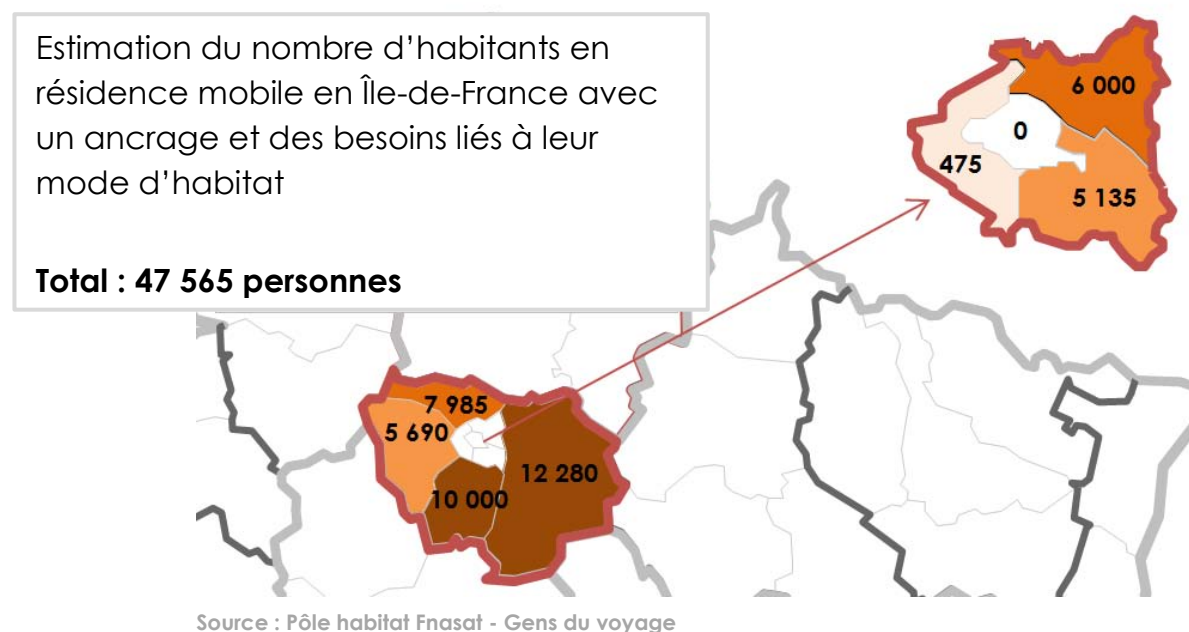 Estimation du nombre d’habitants en
résidence mobile en Île-de-France avec
un ancrage et des besoins liés à leur
mode d’habitat
Total : 47 565 personnes
6 000
0
475
5 135
7 985
5 690
12 280
10 000
Source : Pôle habitat Fnasat - Gens du voyage